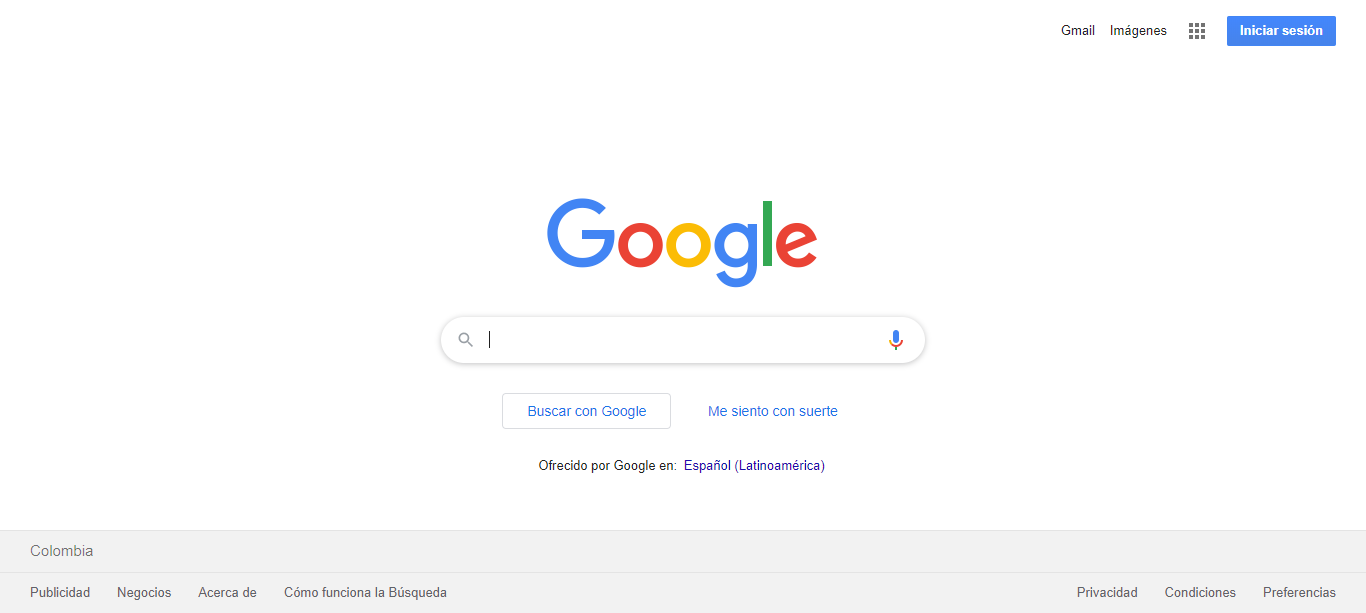 Gmail Imágenes Iniciar sesión
Google
Buscar con Google Me siento con suerte
Ofrecido por Google en: Español (Latinoamérica)
Colombia
Publicidad Negocios Acerca de Cómo funciona la Búsqueda Privacidad Condiciones Preferencias